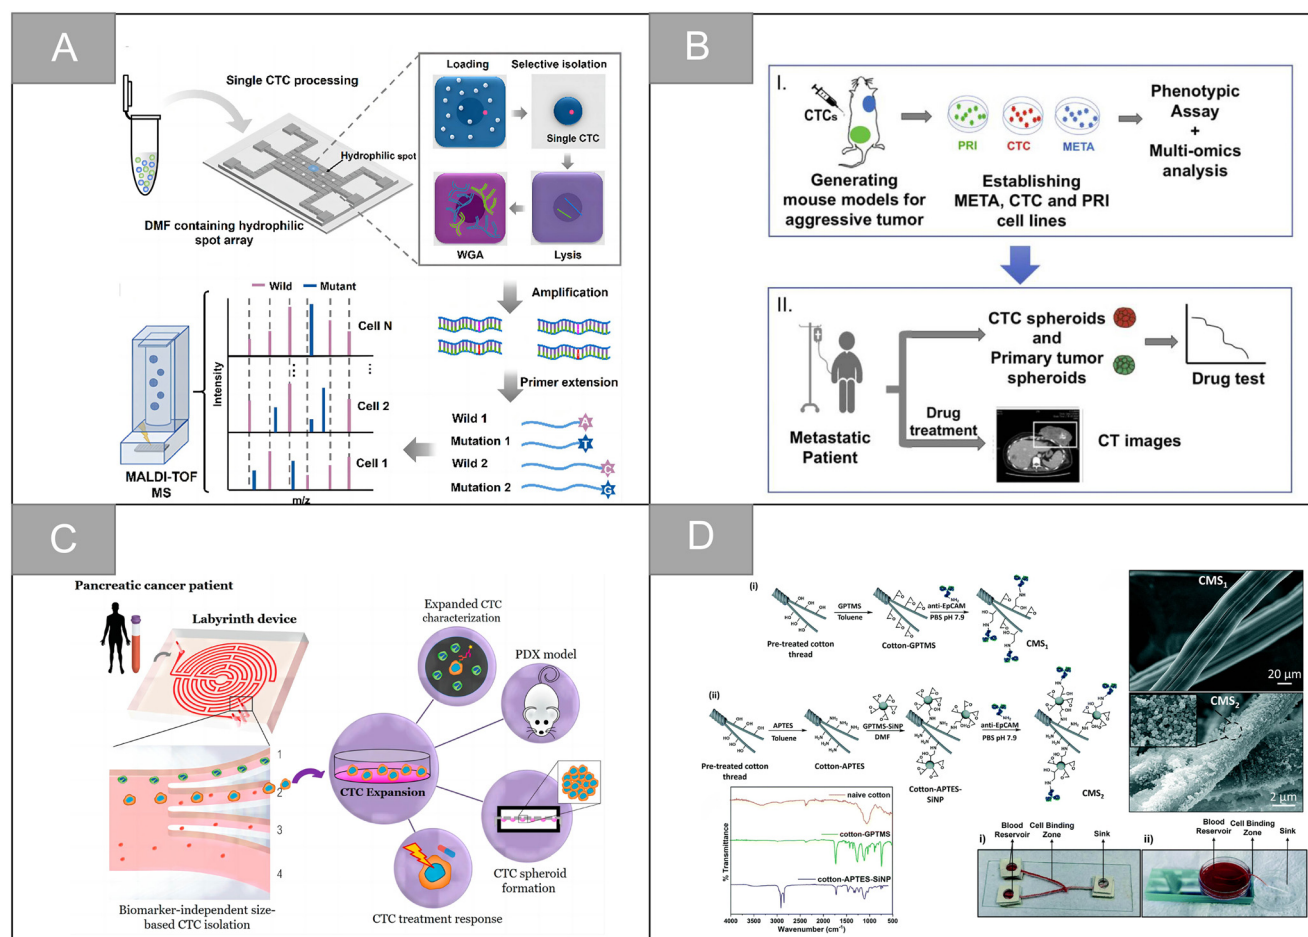 A
Single CTC processing
Hydrophilic spot
DMF containing hydrophilic
spot array
Loading
Selective isolation
Single CTC
WGA
Lysis
Amplification
Primer extension
Wild 1
A
Mutation 1
T
Wild 2
C
Mutation 2
G
Wild
Mutant
Cell N
...
...
Cell 2
Cell 1
Intensity
m/z
MALDI-TOF
MS
B
I.
CTCs
PRI
CTC
META
Generating
mouse models for
aggressive tumor
Establishing
META, CTC and PRI
cell lines
Phenotypic
Assay
+
Multi-omics
analysis
II.
Metastatic
Patient
CTC spheroids
and
Primary tumor
spheroids
Drug test
Drug
treatment
CT images
C
Pancreatic cancer patient
Labyrinth device
1
2
3
4
Biomarker-independent size-
based CTC isolation
CTC Expansion
Expanded CTC
characterization
PDX model
CTC spheroid
formation
CTC treatment response
D
(i)
Pre-treated cotton
thread
GPTMS
Toluene
Cotton-GPTMS
anti-EpCAM
PBS pH 7.9
CMS1
(ii)
Pre-treated cotton
thread
APTES
Toluene
Cotton-APTES
GPTMS-SiNP
DMF
Cotton-APTES-
SiNP
anti-EpCAM
PBS pH 7.9
CMS2
naive cotton
cotton-GPTMS
cotton-APTES-SiNP
% Transmittance
4000 3500 3000 2500 2000 1500 1000 500
Wavenumber (cm-1)
CMS1
20 μm
CMS2
2 μm
i)
Blood
Reservoir
Cell Binding
Zone
Sink
ii)
Blood
Reservoir
Cell Binding
Zone
Sink